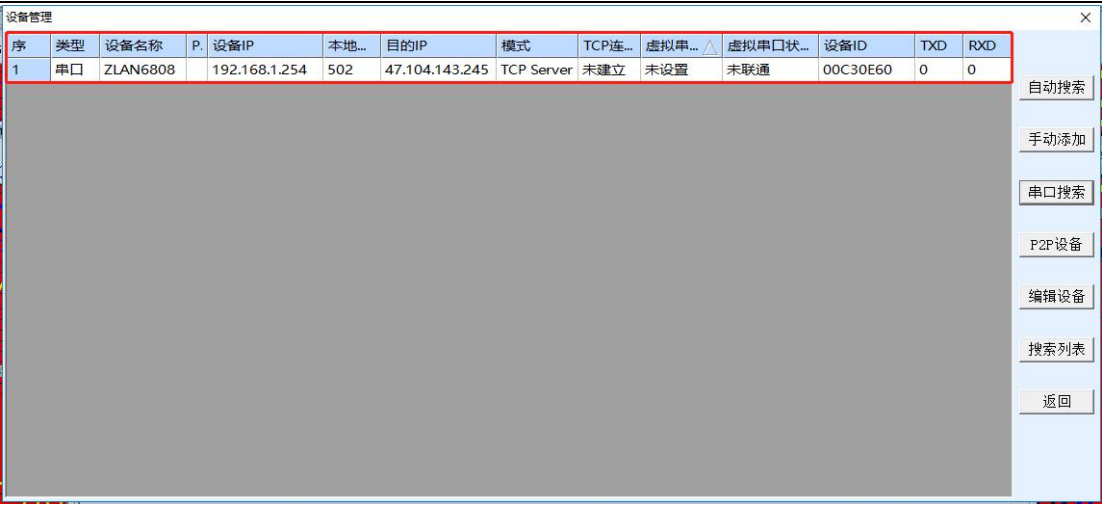 设备管理
序 类型 设备名称 P. 设备IP 本地... 目的IP 模式 TCP连... 虚拟串... 虚拟串口状... 设备ID TXD RXD
1 串口 ZLAN6808 192.168.1.254 502 47.104.143.245 TCP Server 未建立 未设置 未联通 00C30E60 0 0
自动搜索
手动添加
串口搜索
P2P设备
编辑设备
搜索列表
返回